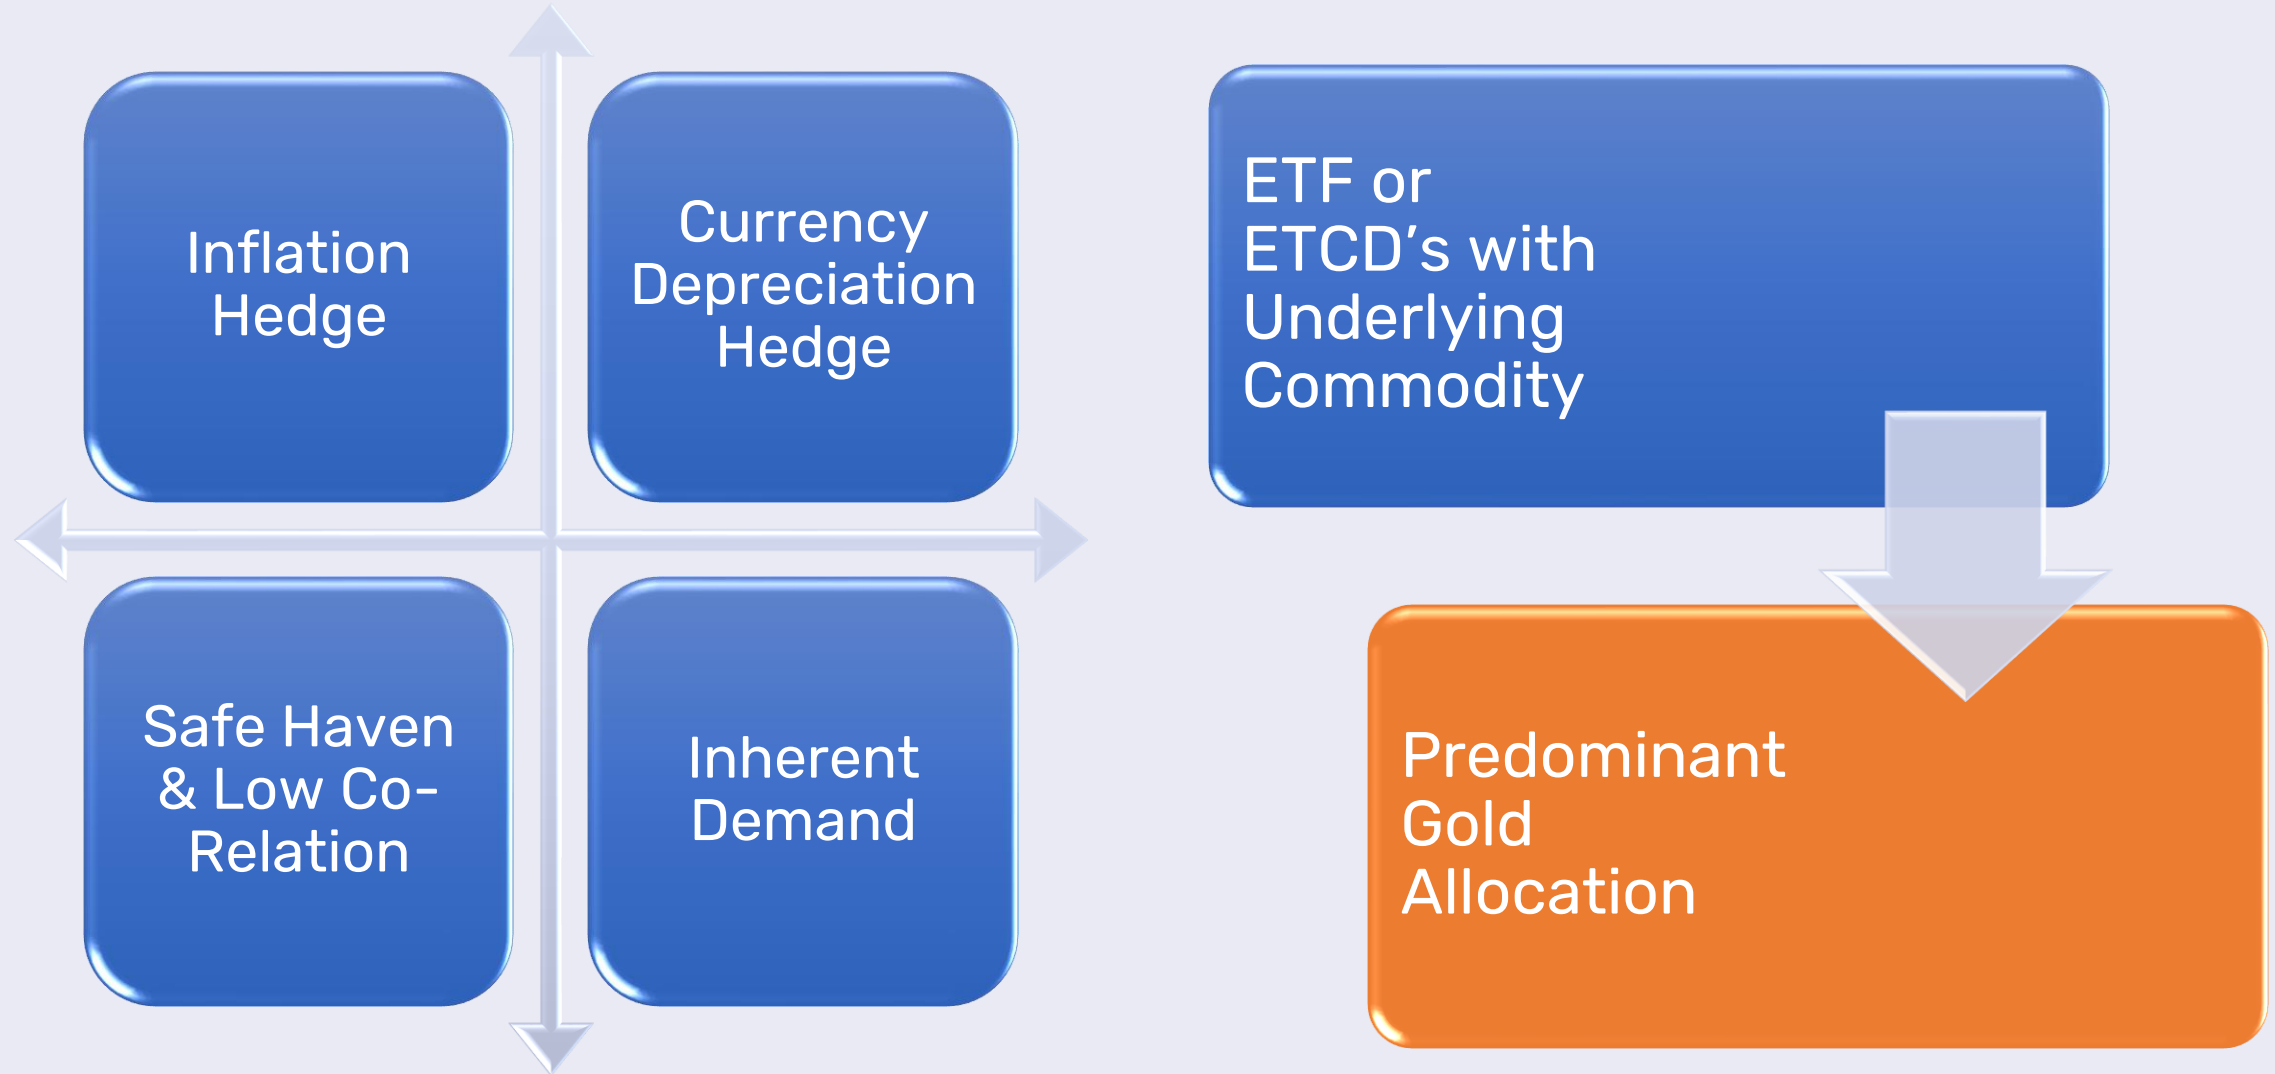 Inflation
Hedge
Currency
Depreciation
Hedge
Safe Haven
& Low Co-
Relation
Inherent
Demand
ETF or
ETCD’s with
Underlying
Commodity
Predominant
Gold
Allocation